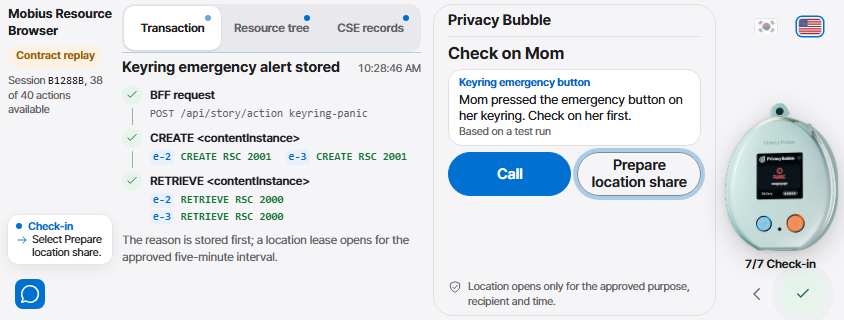 Mobius Resource
Browser
Contract replay
Session B1288B, 38
of 40 actions
available
Check-in
→ Select Prepare
location share.
Transaction
Resource tree
CSE records
Keyring emergency alert stored 10:28:46 AM
BFF request
POST /api/story/action keyring-panic
CREATE <contentInstance>
e-2 CREATE RSC 2001 e-3 CREATE RSC 2001
RETRIEVE <contentInstance>
e-2 RETRIEVE RSC 2000
e-3 RETRIEVE RSC 2000
The reason is stored first; a location lease opens for the
approved five-minute interval.
Privacy Bubble
Check on Mom
Keyring emergency button
Mom pressed the emergency button on
her keyring. Check on her first.
Based on a test run
Call
Prepare
location share
Location opens only for the approved purpose,
recipient and time.
Privacy Bubble
PrivacyBubble
7/7 Check-in